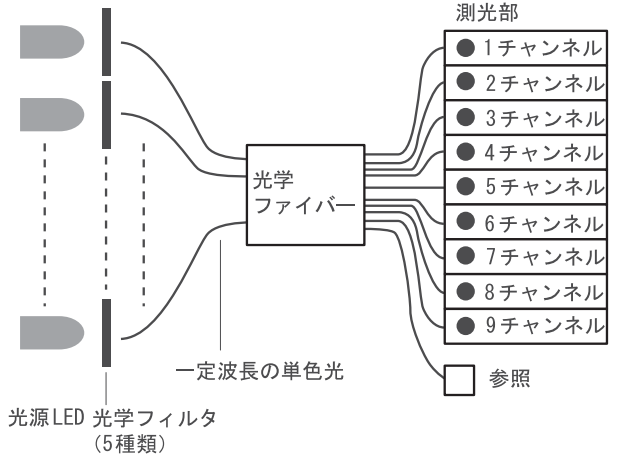 測光部
1チャンネル
2チャンネル
3チャンネル
4チャンネル
5チャンネル
6チャンネル
7チャンネル
8チャンネル
9チャンネル
光学
ファイバー
一定波長の単色光
参照
光源LED
光学フィルタ
(5種類)